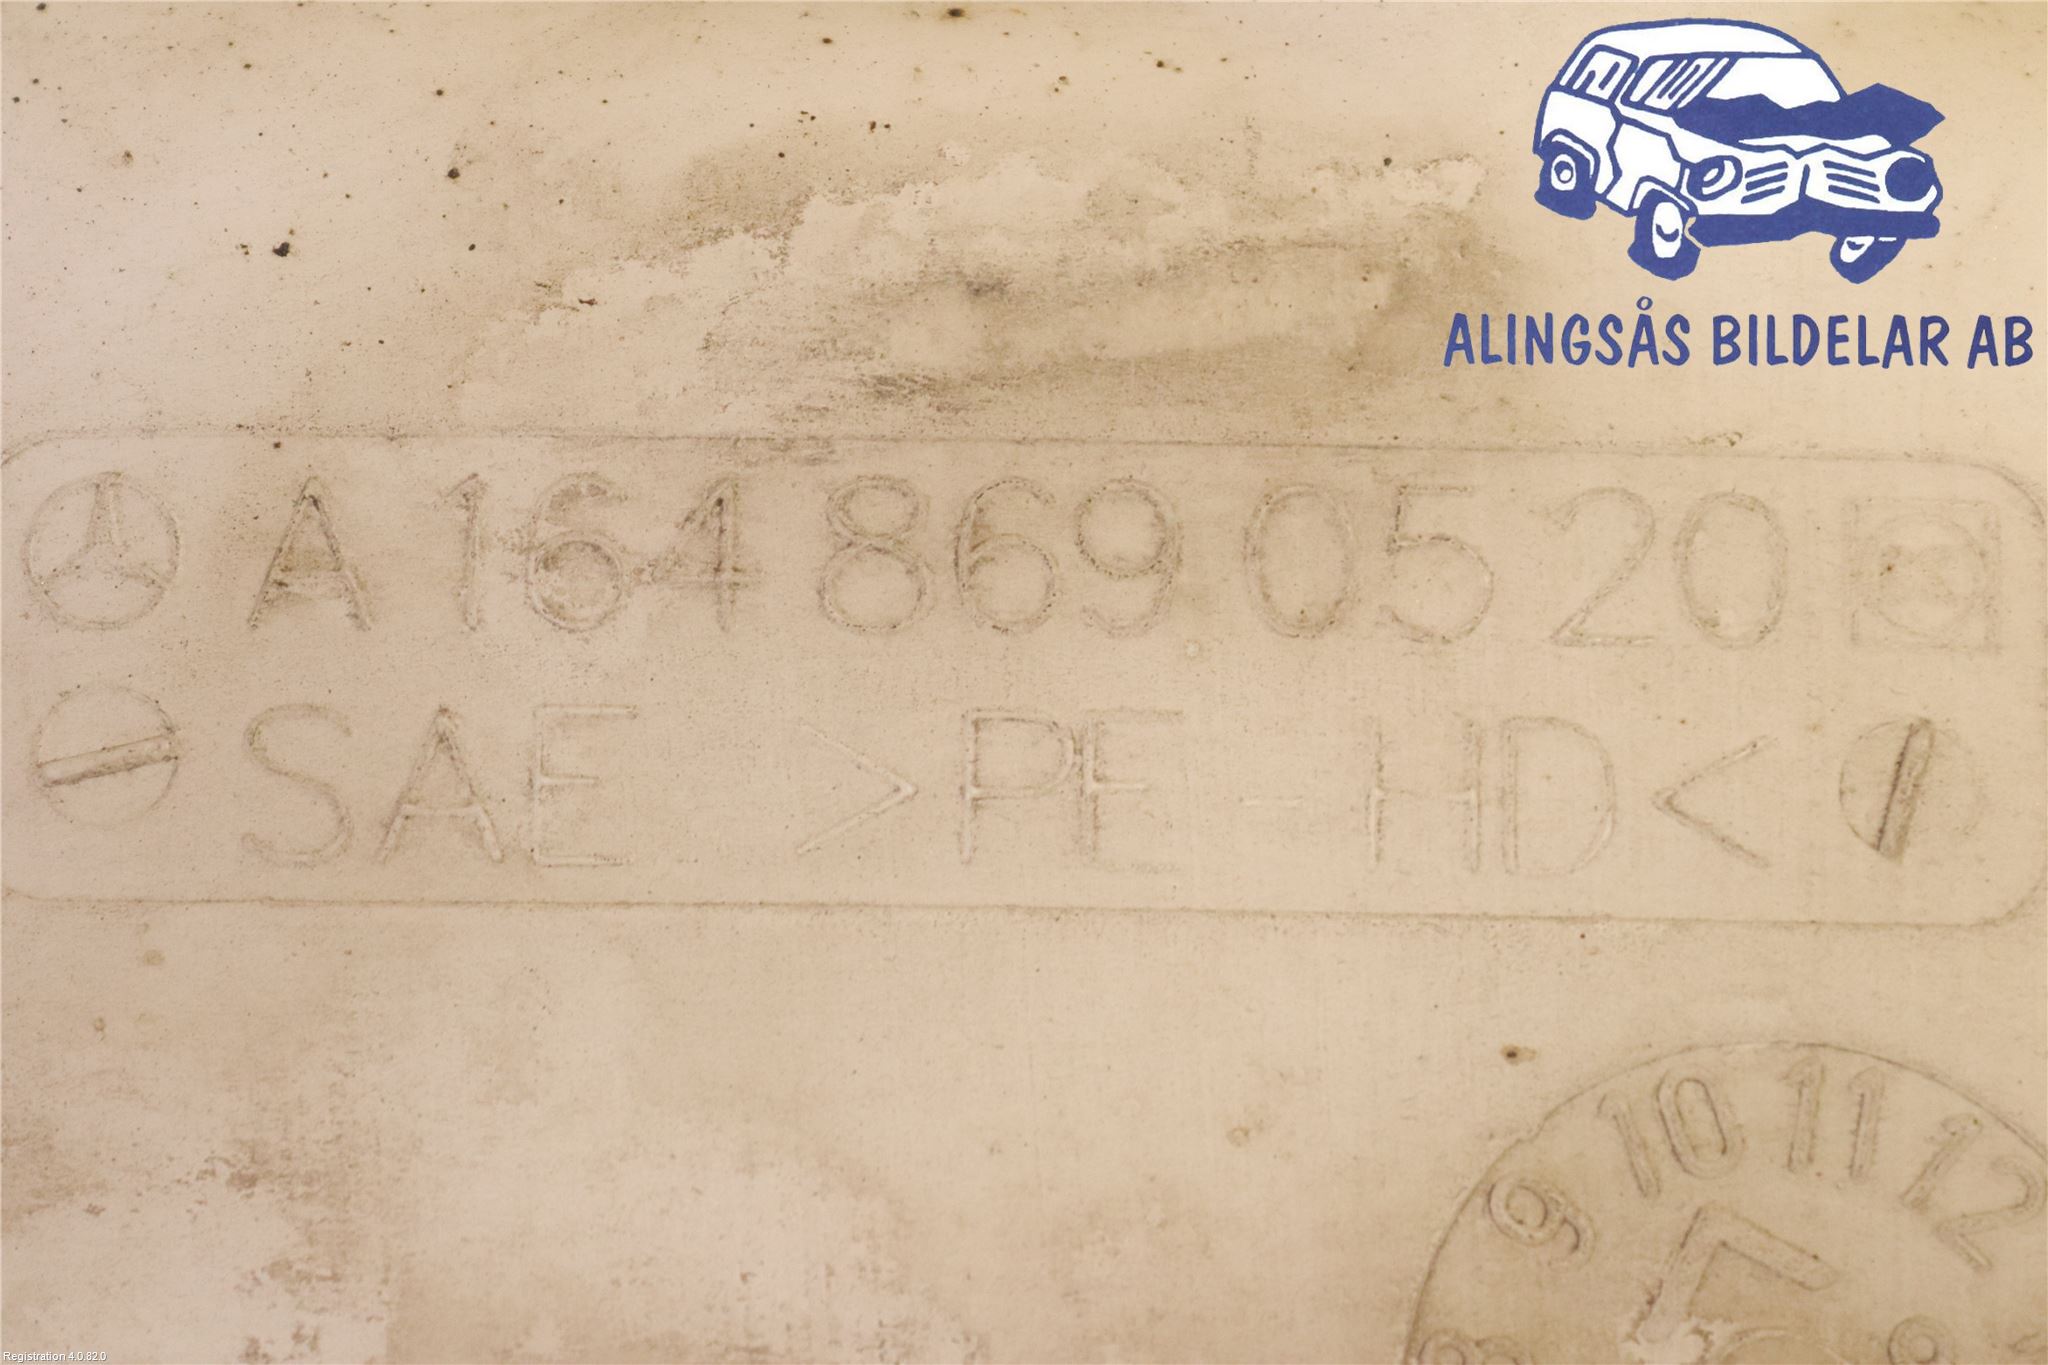 ALINGSÅS BILDELAR AB
A 164 869 05 20
SAE >PE-HD<
9 10 11 12
8
Registration 4.0.82.0